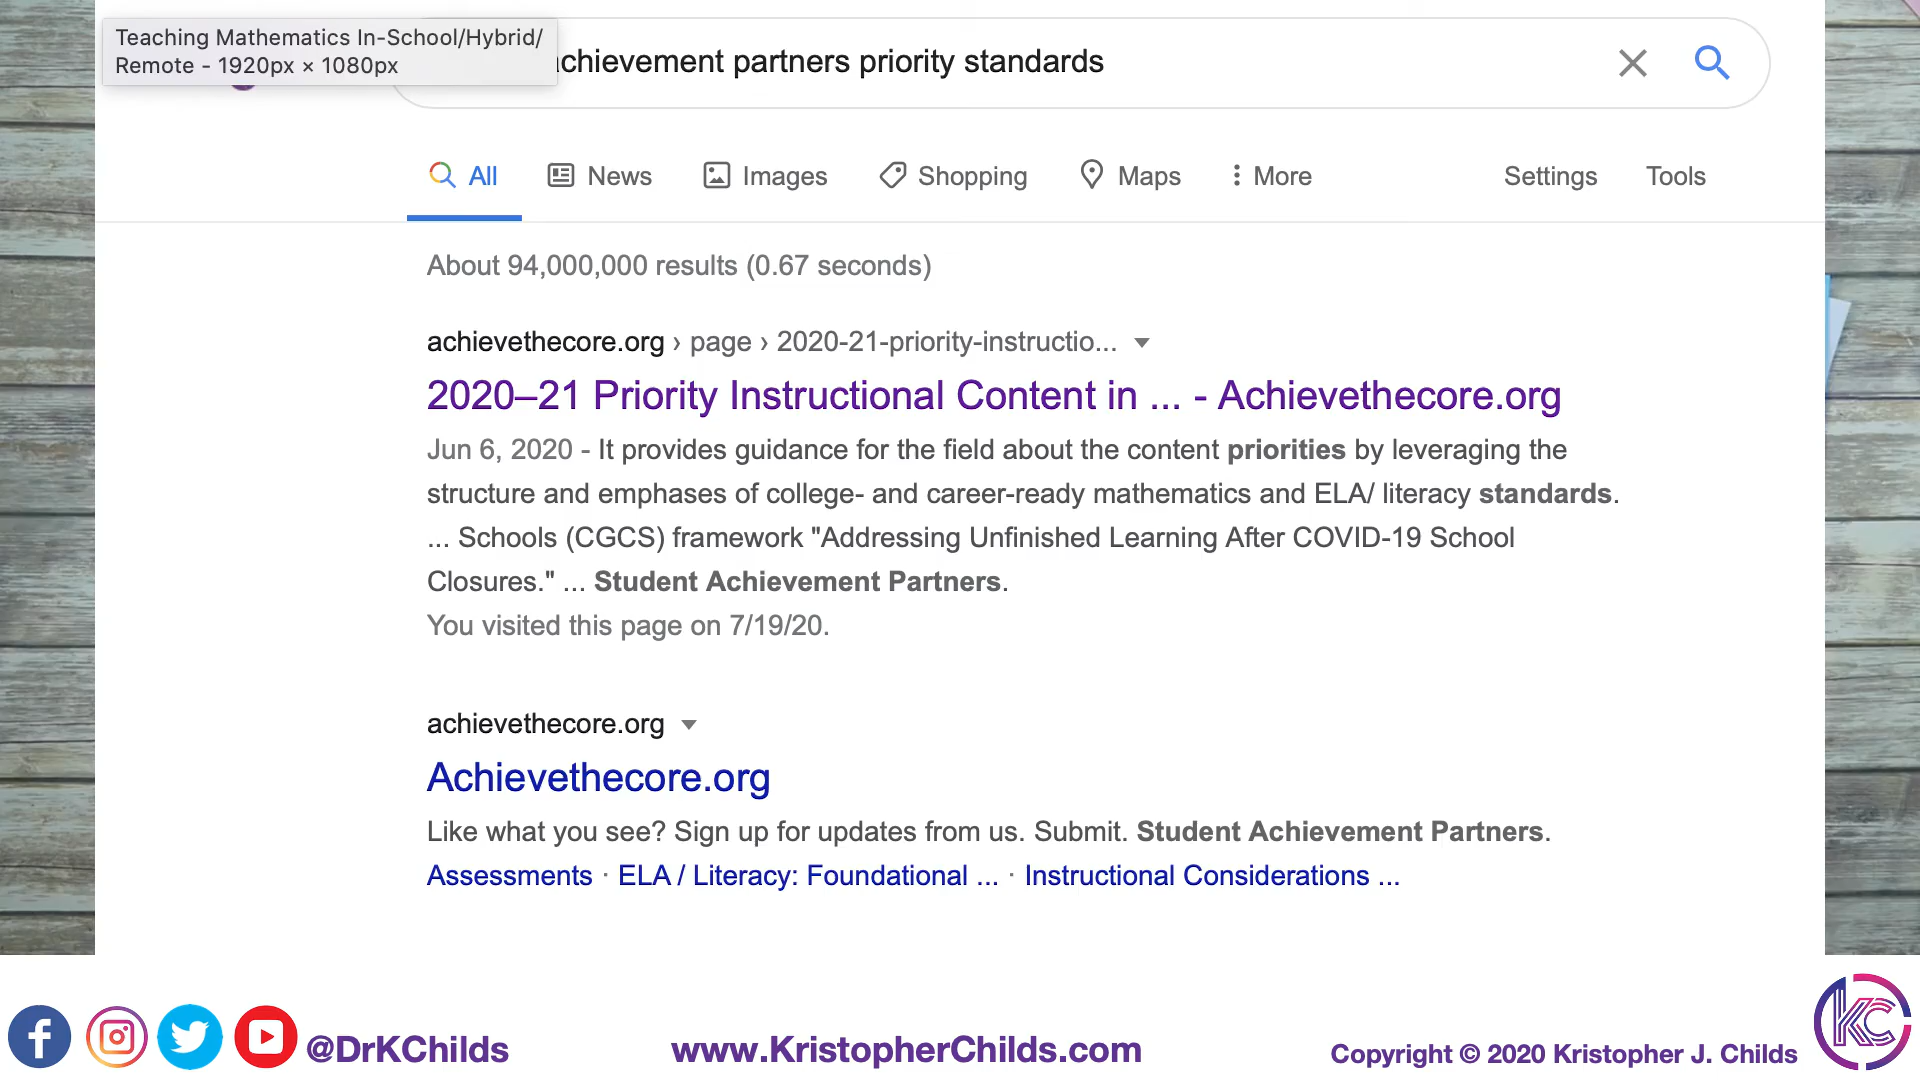 Teaching Mathematics In-School/Hybrid/
Remote - 1920px × 1080px
chievement partners priority standards
All News Images Shopping Maps More Settings Tools
About 94,000,000 results (0.67 seconds)
achievethecore.org › page › 2020-21-priority-instructio...
2020–21 Priority Instructional Content in ... - Achievethecore.org
Jun 6, 2020 - It provides guidance for the field about the content priorities by leveraging the
structure and emphases of college- and career-ready mathematics and ELA/ literacy standards.
... Schools (CGCS) framework "Addressing Unfinished Learning After COVID-19 School
Closures." ... Student Achievement Partners.
You visited this page on 7/19/20.
achievethecore.org
Achievethecore.org
Like what you see? Sign up for updates from us. Submit. Student Achievement Partners.
Assessments · ELA / Literacy: Foundational ... · Instructional Considerations ...
@DrKChilds www.KristopherChilds.com Copyright © 2020 Kristopher J. Childs
KC